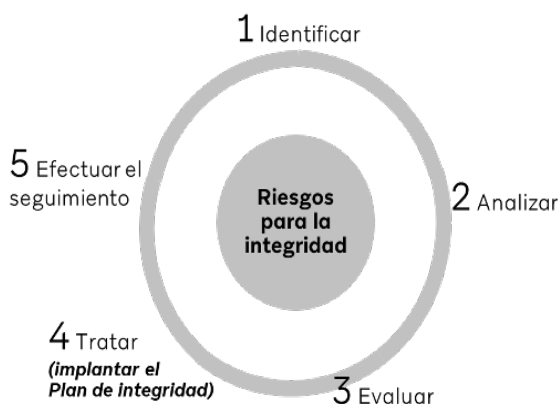 1 Identificar
2 Analizar
3 Evaluar
4 Tratar
(implantar el
Plan de integridad)
5 Efectuar el
seguimiento
Riesgos
para la
integridad